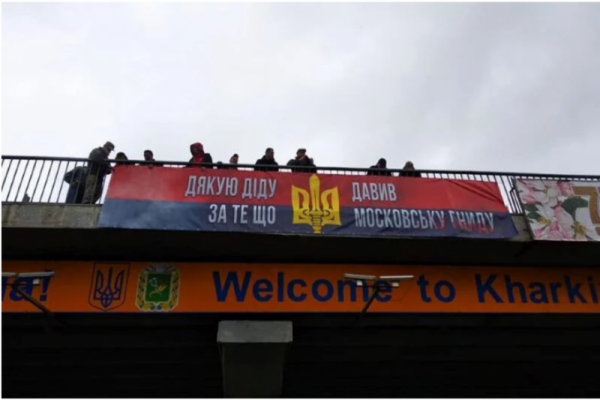 ДЯКУЮ ДІДУ
ЗА ТЕ ЩО
ДАВИВ
МОСКОВСЬКУ ГНИДУ
Welcome to Kharki